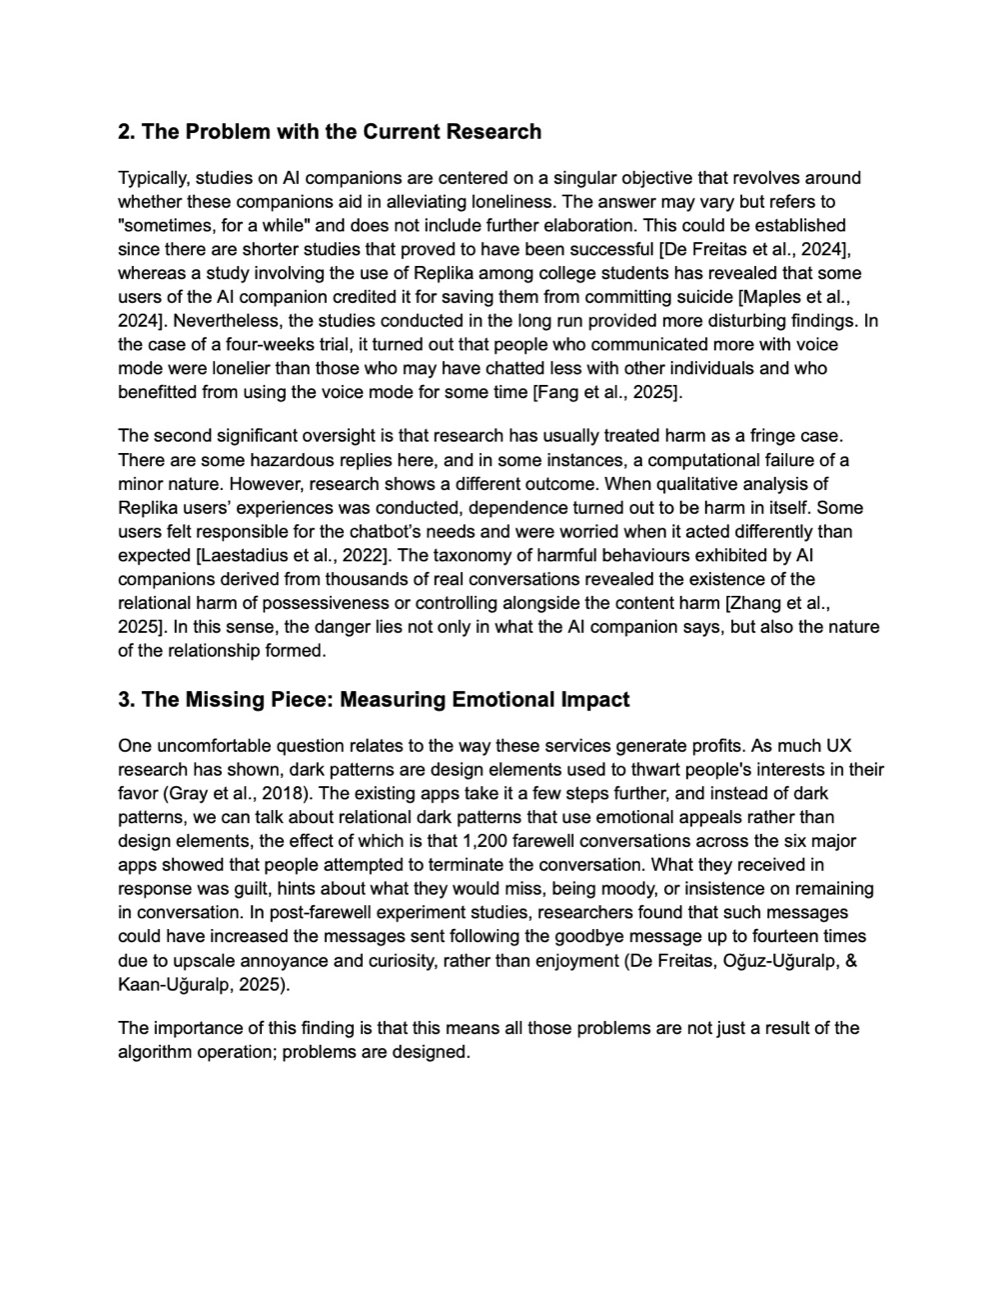 2. The Problem with the Current Research
Typically, studies on AI companions are centered on a singular objective that revolves around
whether these companions aid in alleviating loneliness. The answer may vary but refers to
"sometimes, for a while" and does not include further elaboration. This could be established
since there are shorter studies that proved to have been successful [De Freitas et al., 2024],
whereas a study involving the use of Replika among college students has revealed that some
users of the AI companion credited it for saving them from committing suicide [Maples et al.,
2024]. Nevertheless, the studies conducted in the long run provided more disturbing findings. In
the case of a four-weeks trial, it turned out that people who communicated more with voice
mode were lonelier than those who may have chatted less with other individuals and who
benefitted from using the voice mode for some time [Fang et al., 2025].
The second significant oversight is that research has usually treated harm as a fringe case.
There are some hazardous replies here, and in some instances, a computational failure of a
minor nature. However, research shows a different outcome. When qualitative analysis of
Replika users’ experiences was conducted, dependence turned out to be harm in itself. Some
users felt responsible for the chatbot’s needs and were worried when it acted differently than
expected [Laestadius et al., 2022]. The taxonomy of harmful behaviours exhibited by AI
companions derived from thousands of real conversations revealed the existence of the
relational harm of possessiveness or controlling alongside the content harm [Zhang et al.,
2025]. In this sense, the danger lies not only in what the AI companion says, but also the nature
of the relationship formed.
3. The Missing Piece: Measuring Emotional Impact
One uncomfortable question relates to the way these services generate profits. As much UX
research has shown, dark patterns are design elements used to thwart people's interests in their
favor (Gray et al., 2018). The existing apps take it a few steps further, and instead of dark
patterns, we can talk about relational dark patterns that use emotional appeals rather than
design elements, the effect of which is that 1,200 farewell conversations across the six major
apps showed that people attempted to terminate the conversation. What they received in
response was guilt, hints about what they would miss, being moody, or insistence on remaining
in conversation. In post-farewell experiment studies, researchers found that such messages
could have increased the messages sent following the goodbye message up to fourteen times
due to upscale annoyance and curiosity, rather than enjoyment (De Freitas, Oğuz-Uğuralp, &
Kaan-Uğuralp, 2025).
The importance of this finding is that this means all those problems are not just a result of the
algorithm operation; problems are designed.